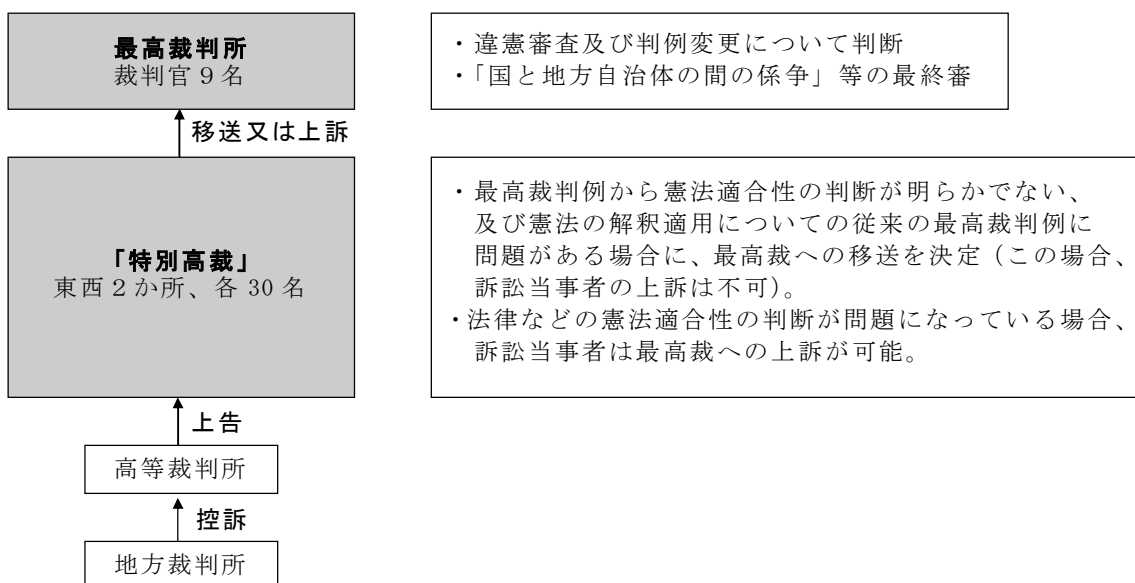 最高裁判所
裁判官9名
・違憲審査及び判例変更について判断
・「国と地方自治体の間の係争」等の最終審
移送又は上訴
「特別高裁」
東西2か所、各30名
・最高裁判例から憲法適合性の判断が明らかでない、
及び憲法の解釈適用についての従来の最高裁判例に
問題がある場合に、最高裁への移送を決定（この場合、
訴訟当事者の上訴は不可）。
・法律などの憲法適合性の判断が問題になっている場合、
訴訟当事者は最高裁への上訴が可能。
上告
高等裁判所
控訴
地方裁判所